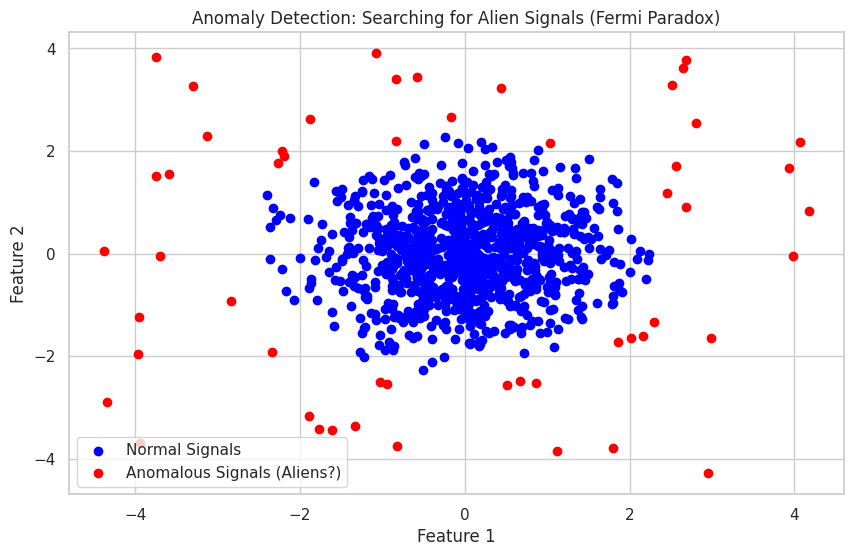 Anomaly Detection: Searching for Alien Signals (Fermi Paradox)
4
2
0
−2
−4
Feature 2
Normal Signals
Anomalous Signals (Aliens?)
−4
−2
0
2
4
Feature 1